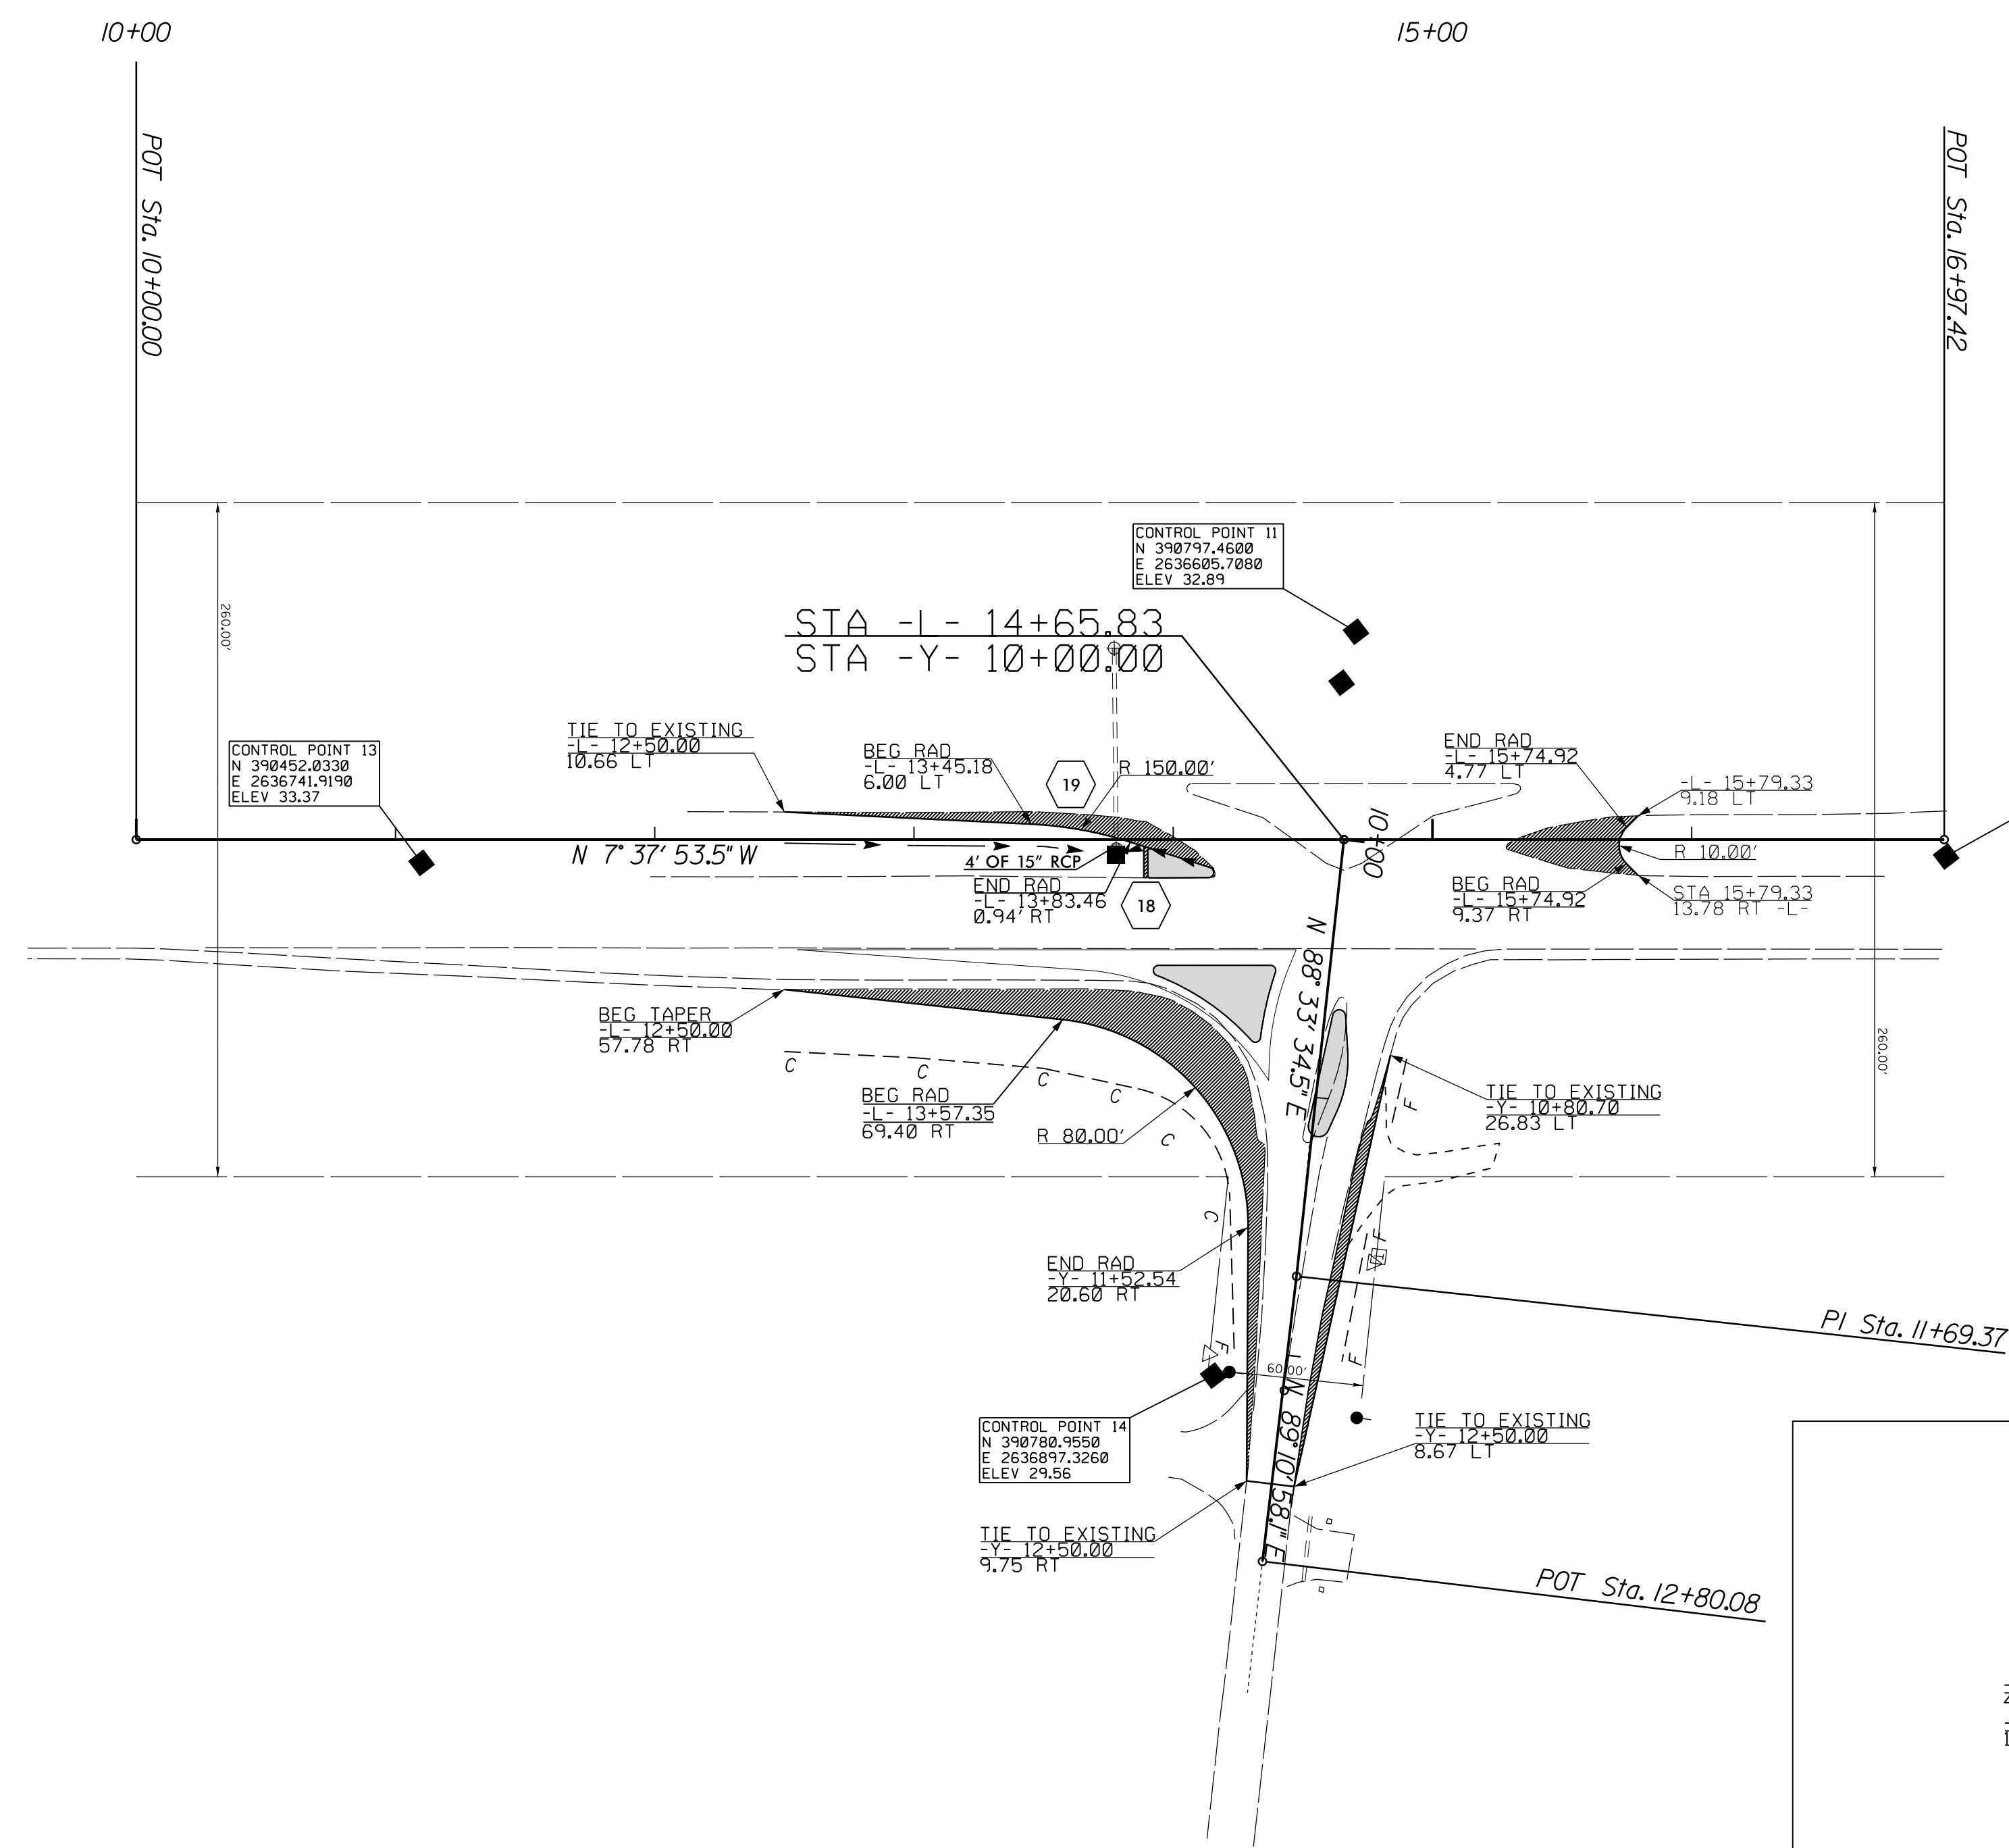 10+00
15+00
POT Sta. 10+00.00
POT Sta. 16+97.42
CONTROL POINT 11
N 390797.4600
E 2636605.7080
ELEV 32.89
260.00'
STA -L- 14+65.83
STA -Y- 10+00.00
CONTROL POINT 13
N 390452.0330
E 2636741.9190
ELEV 33.37
TIE TO EXISTING
-L- 12+50.00
10.66 LT
BEG RAD
-L- 13+45.18
6.00 LT
19
R 150.00'
END RAD
-L- 15+74.92
4.77 LT
-L- 15+79.33
9.18 LT
10+00
N 7° 37' 53.5" W
4' OF 15" RCP
R 10.00'
END RAD
-L- 13+83.46
0.94' RT
18
BEG RAD
-L- 15+74.92
9.37 RT
STA 15+79.33
13.78 RT -L-
N 88° 33' 34.5" E
BEG TAPER
-L- 12+50.00
57.78 RT
260.00'
C
C
C
C
C
C
BEG RAD
-L- 13+57.35
69.40 RT
R 80.00'
TIE TO EXISTING
-Y- 10+80.70
26.83 LT
F
F
END RAD
-Y- 11+52.54
20.60 RT
PI Sta. 11+69.37
F
F
60.00'
CONTROL POINT 14
N 390780.9550
E 2636897.3260
ELEV 29.56
N 89° 10' 58.1" E
TIE TO EXISTING
-Y- 12+50.00
8.67 LT
TIE TO EXISTING
-Y- 12+50.00
9.75 RT
POT Sta. 12+80.08